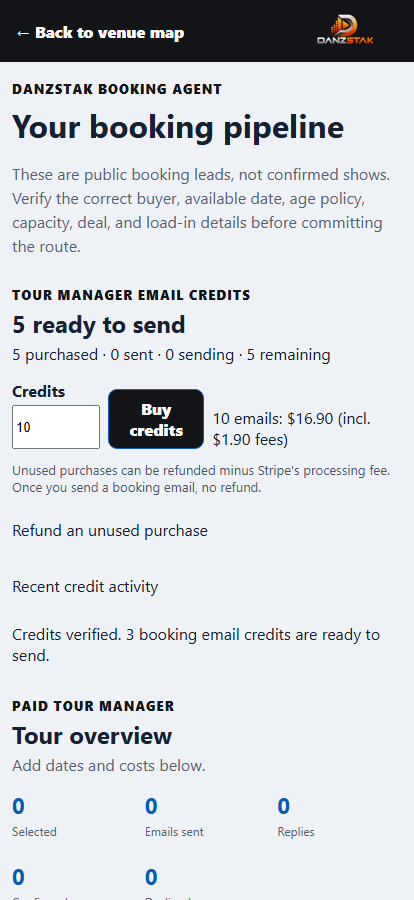 ← Back to venue map
DANZSTAK
DANZSTAK BOOKING AGENT
Your booking pipeline
These are public booking leads, not confirmed shows.
Verify the correct buyer, available date, age policy,
capacity, deal, and load-in details before committing
the route.
TOUR MANAGER EMAIL CREDITS
5 ready to send
5 purchased · 0 sent · 0 sending · 5 remaining
Credits
10
Buy
credits
10 emails: $16.90 (incl.
$1.90 fees)
Unused purchases can be refunded minus Stripe's processing fee.
Once you send a booking email, no refund.
Refund an unused purchase
Recent credit activity
Credits verified. 3 booking email credits are ready to
send.
PAID TOUR MANAGER
Tour overview
Add dates and costs below.
0 0 0
Selected Emails sent Replies
0 0